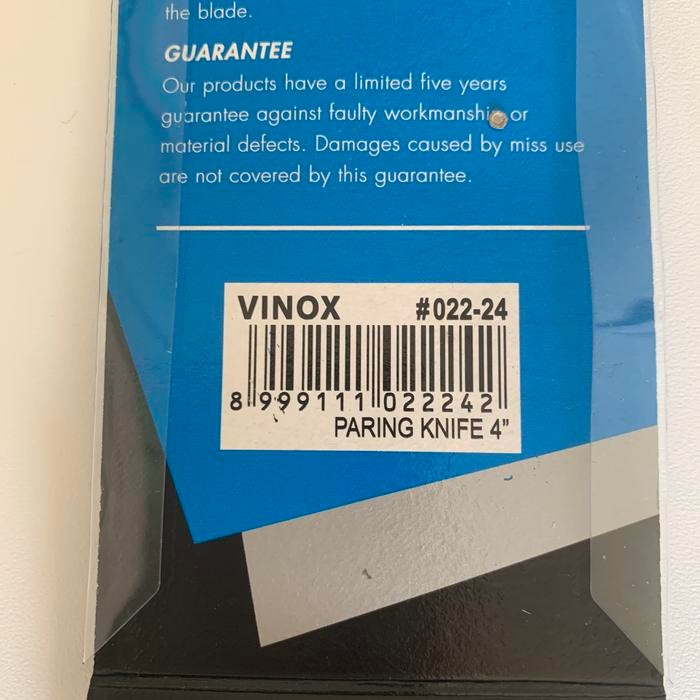 the blade.
GUARANTEE
Our products have a limited five years
guarantee against faulty workmanship or
material defects. Damages caused by miss use
are not covered by this guarantee.
VINOX #022-24
8 999111 022242
PARING KNIFE 4"